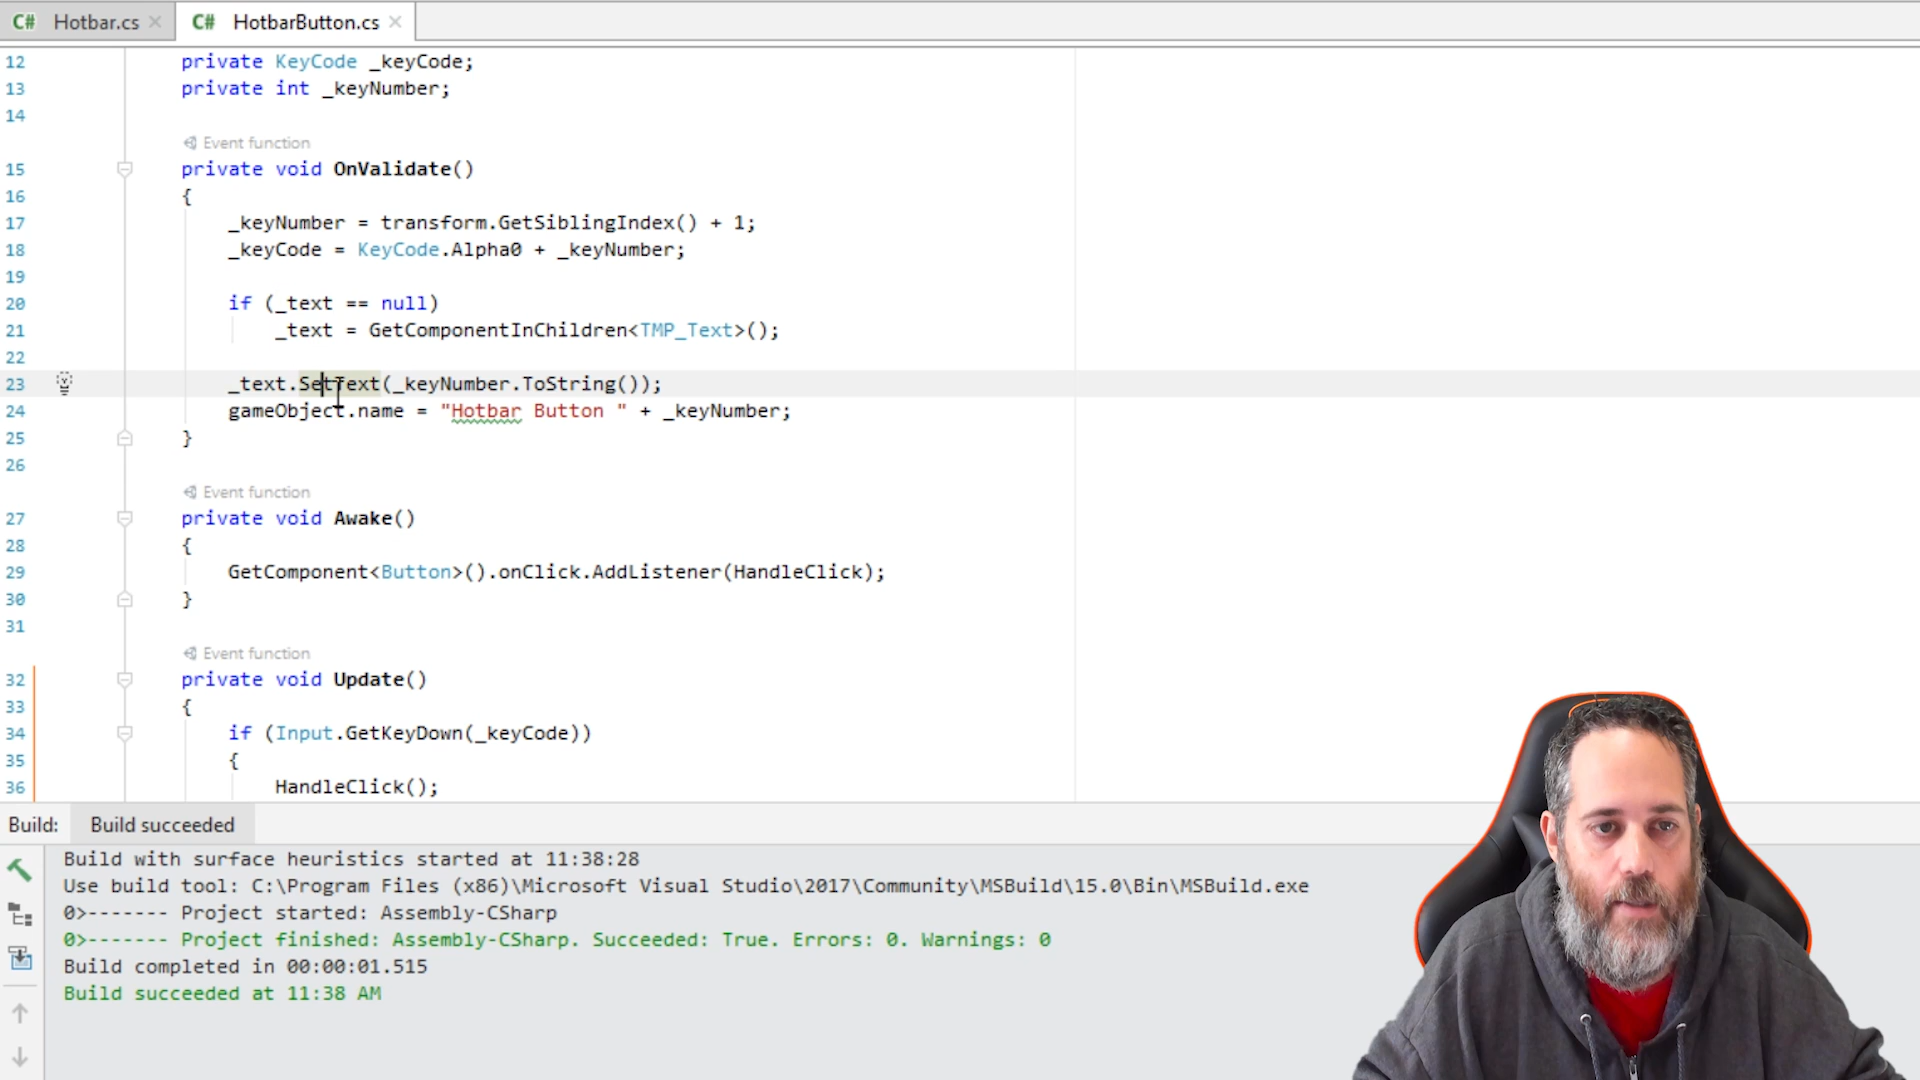 C# Hotbar.cs × C# HotbarButton.cs ×
12 private KeyCode _keyCode;
13 private int _keyNumber;
14
Event function
15 private void OnValidate()
16 {
17 _keyNumber = transform.GetSiblingIndex() + 1;
18 _keyCode = KeyCode.Alpha0 + _keyNumber;
19
20 if (_text == null)
21 _text = GetComponentInChildren<TMP_Text>();
22
23 _text.SetText(_keyNumber.ToString());
24 gameObject.name = "Hotbar Button " + _keyNumber;
25 }
26
Event function
27 private void Awake()
28 {
29 GetComponent<Button>().onClick.AddListener(HandleClick);
30 }
31
Event function
32 private void Update()
33 {
34 if (Input.GetKeyDown(_keyCode))
35 {
36 HandleClick();
Build: Build succeeded
Build with surface heuristics started at 11:38:28
Use build tool: C:\Program Files (x86)\Microsoft Visual Studio\2017\Community\MSBuild\15.0\Bin\MSBuild.exe
0>------- Project started: Assembly-CSharp
0>------- Project finished: Assembly-CSharp. Succeeded: True. Errors: 0. Warnings: 0
Build completed in 00:00:01.515
Build succeeded at 11:38 AM